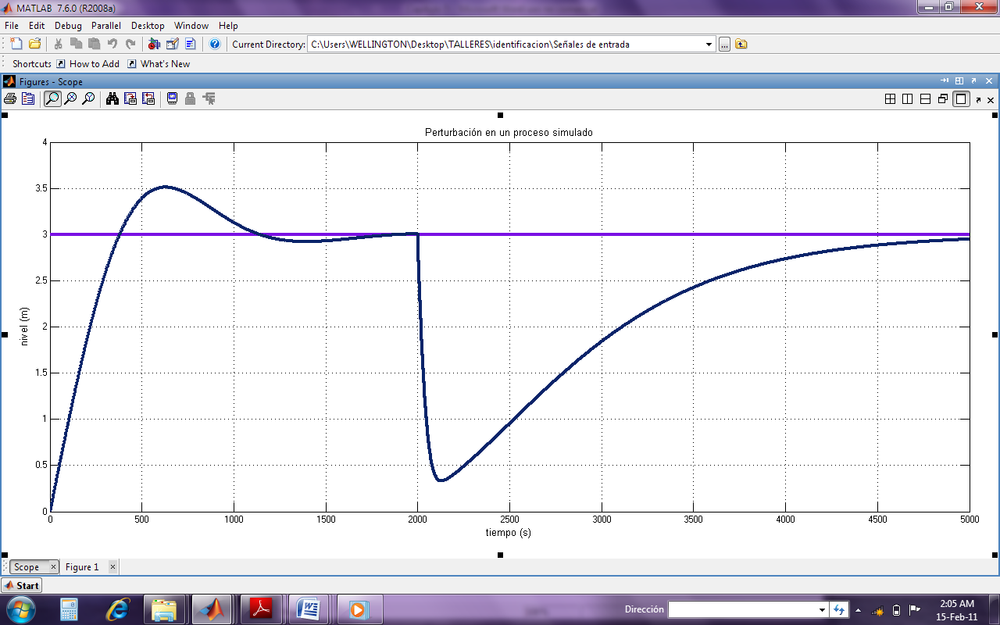 MATLAB 7.6.0 (R2008a)
File Edit Debug Parallel Desktop Window Help
Current Directory: C:\Users\WELLINGTON\Desktop\TALLERES\identificacion\Señales de entrada ...
Shortcuts How to Add What's New
Figures - Scope
Perturbación en un proceso simulado
4
3.5
3
2.5
2
1.5
1
0.5
0
nivel (m)
0 500 1000 1500 2000 2500 3000 3500 4000 4500 5000
tiempo (s)
Scope Figure 1
Start
Dirección
2:05 AM
15-Feb-11